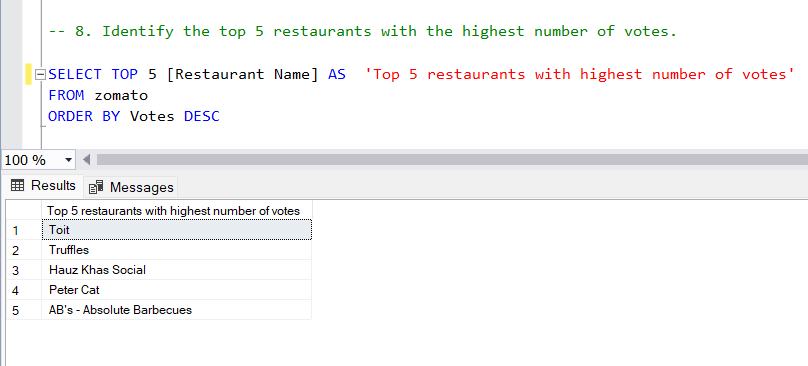 -- 8. Identify the top 5 restaurants with the highest number of votes.
SELECT TOP 5 [Restaurant Name] AS  'Top 5 restaurants with highest number of votes'
FROM zomato
ORDER BY Votes DESC
100 %
Results Messages
Top 5 restaurants with highest number of votes
1 Toit
2 Truffles
3 Hauz Khas Social
4 Peter Cat
5 AB's - Absolute Barbecues